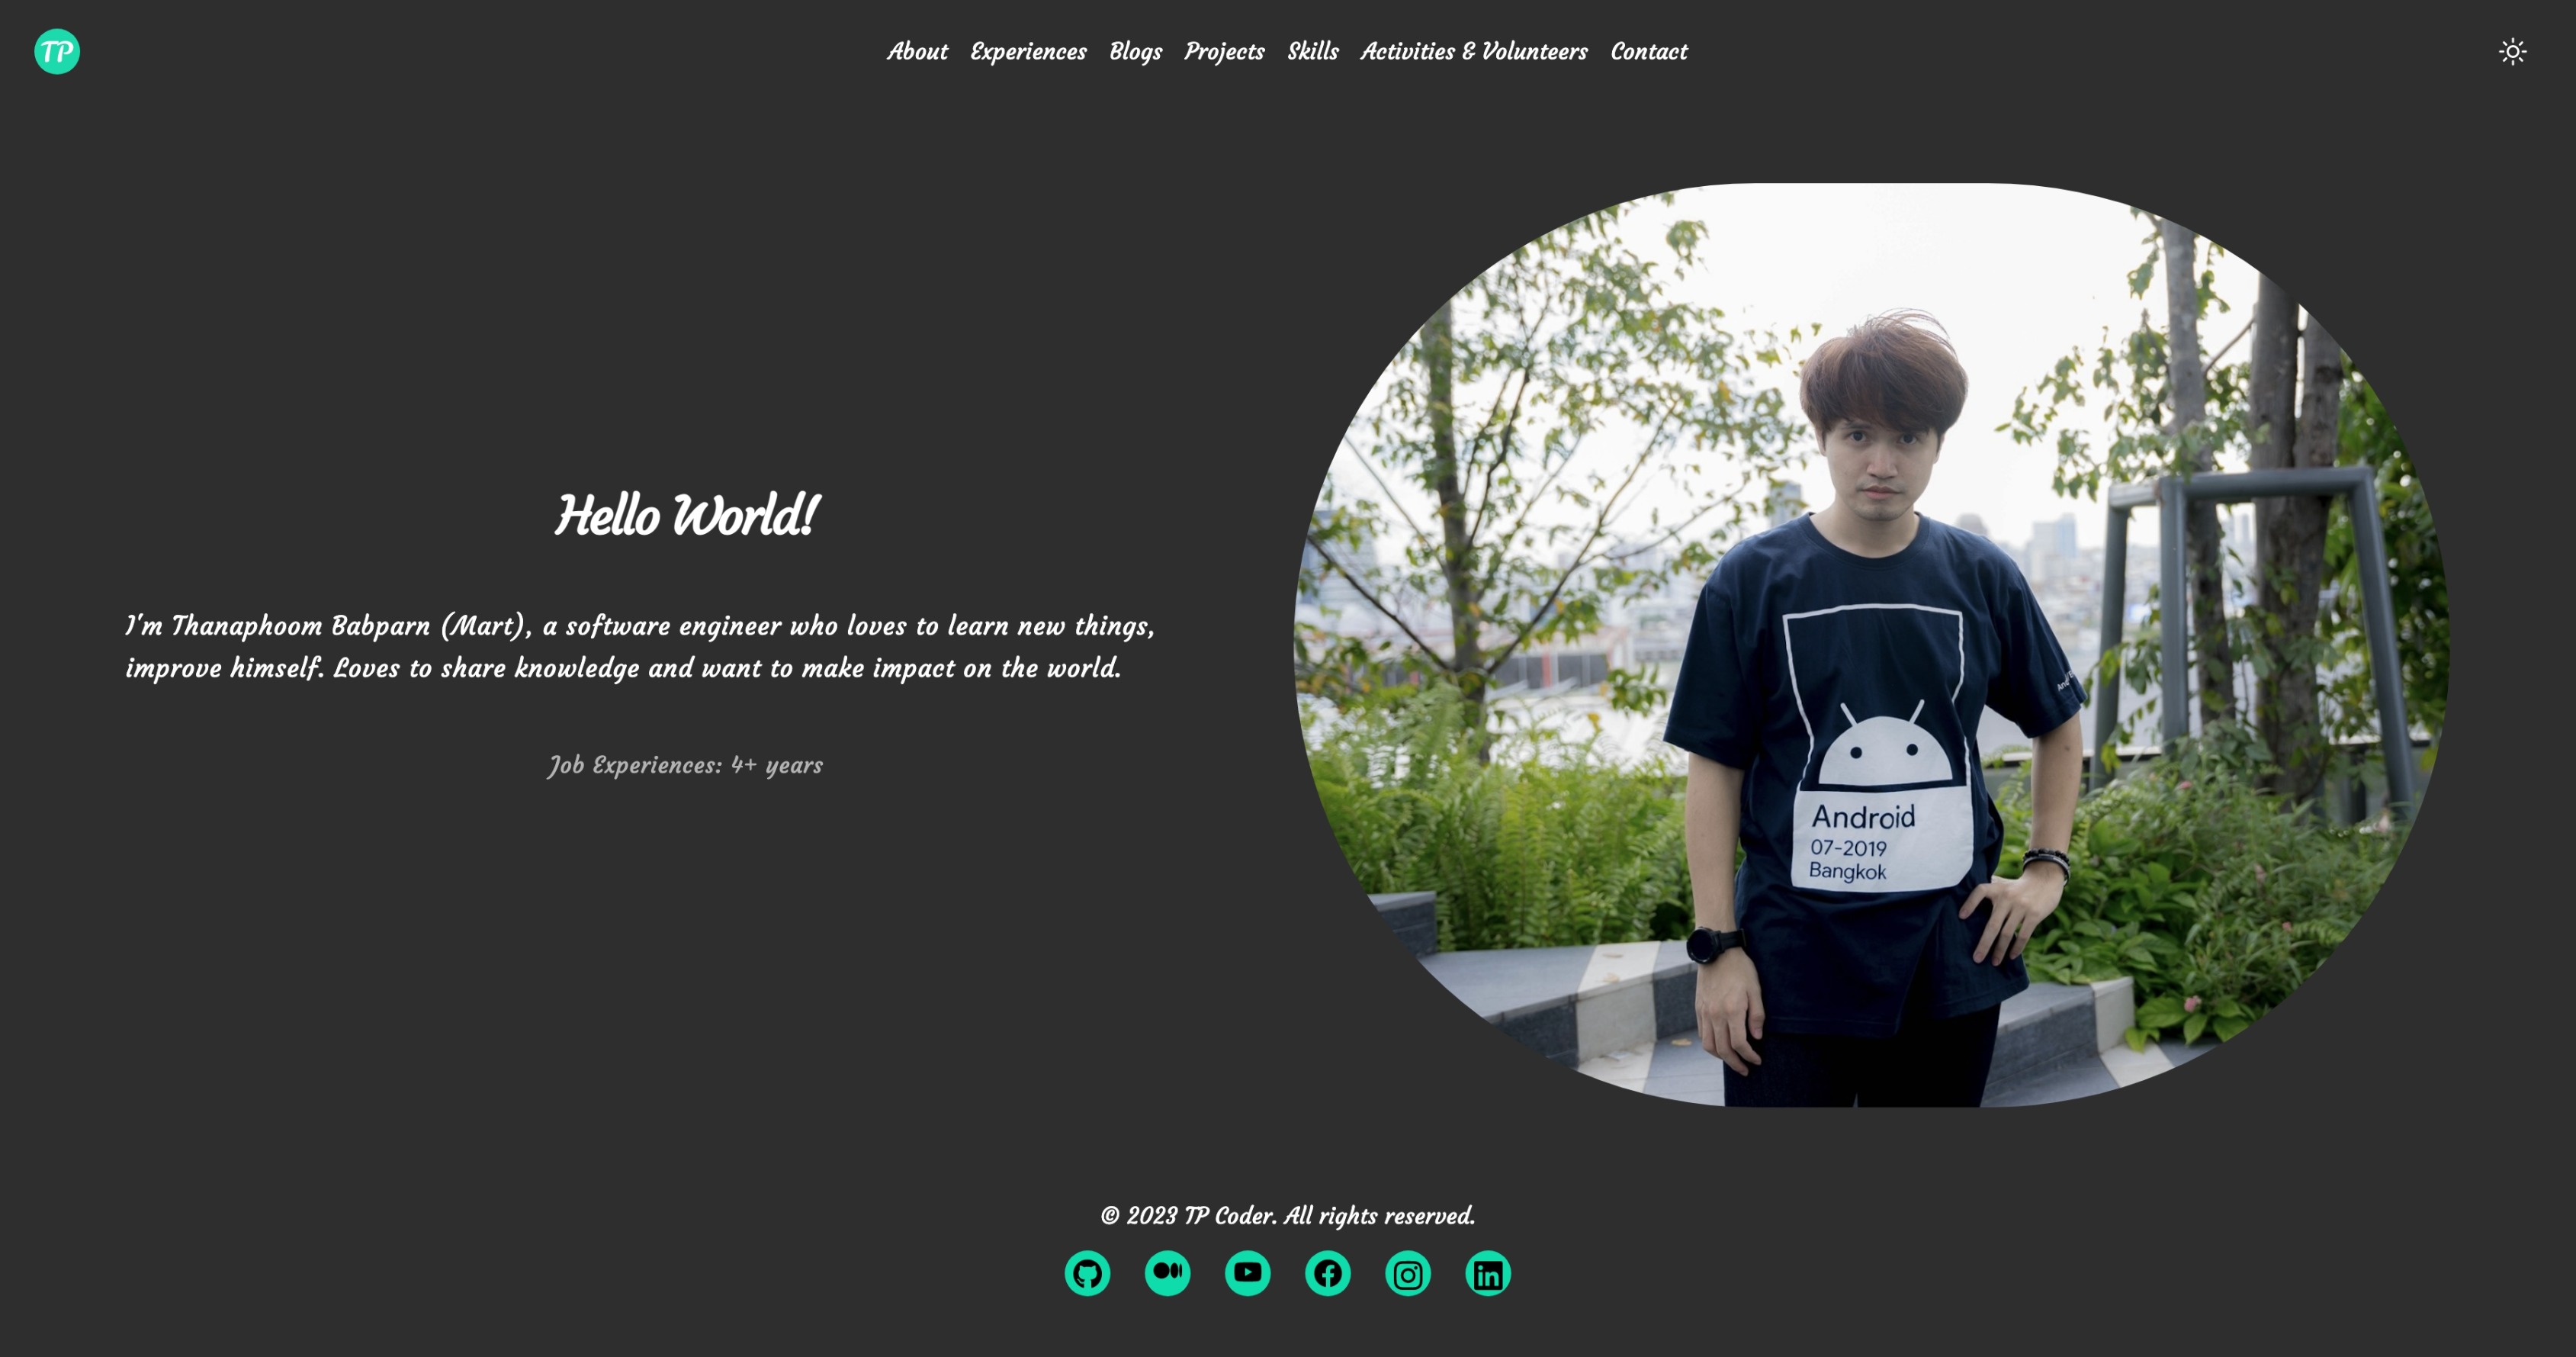 TP
About Experiences Blogs Projects Skills Activities & Volunteers Contact
Hello World!
I'm Thanaphoom Babparn (Mart), a software engineer who loves to learn new things,
improve himself. Loves to share knowledge and want to make impact on the world.
Job Experiences: 4+ years
Android
07-2019
Bangkok
© 2023 TP Coder. All rights reserved.
in